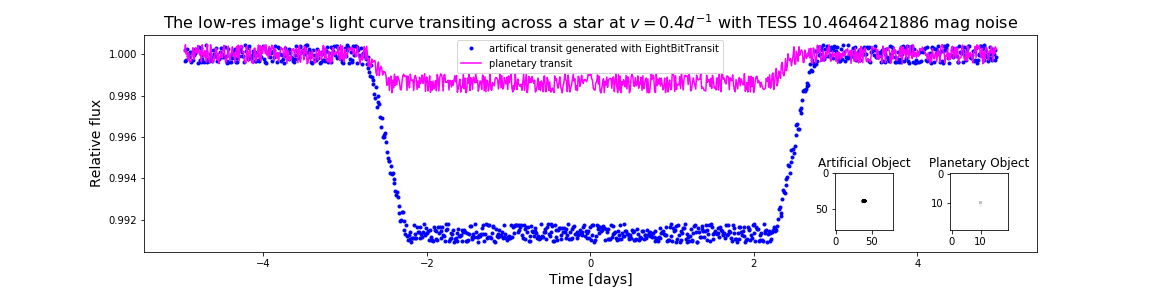 The low-res image's light curve transiting across a star at v = 0.4d⁻¹ with TESS 10.4646421886 mag noise
artifical transit generated with EightBitTransit
planetary transit
Relative flux
1.000
0.998
0.996
0.994
0.992
Artificial Object
0
50
0 50
Planetary Object
0
10
0 10
−4 −2 0 2 4
Time [days]